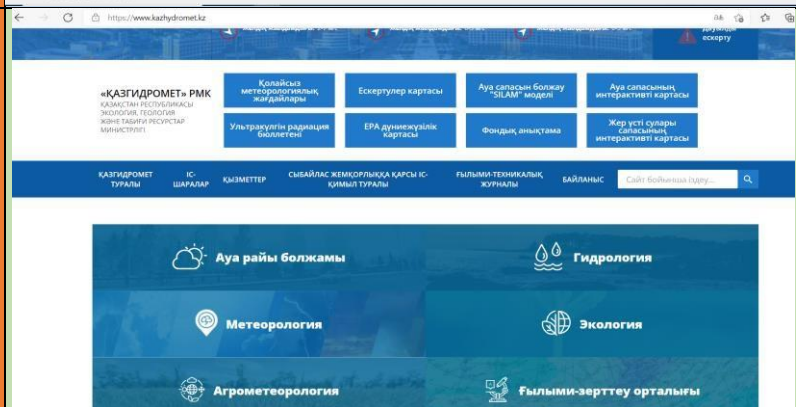 https://www.kazhydromet.kz
ескерту
«ҚАЗГИДРОМЕТ» РМК
ҚАЗАҚСТАН РЕСПУБЛИКАСЫ
ЭКОЛОГИЯ, ГЕОЛОГИЯ
ЖӘНЕ ТАБИҒИ РЕСУРСТАР
МИНИСТРЛІГІ
Қолайсыз
метеорологиялық
жағдайлары
Ескертулер картасы
Ауа сапасын болжау
"SILAM" моделі
Ауа сапасының
интерактивті картасы
Ультракүлгін радиация
бюллетені
EPA дүниежүзілік
картасы
Фондық анықтама
Жер үсті сулары
сапасының
интерактивті картасы
ҚАЗГИДРОМЕТ
ТУРАЛЫ
ІС-
ШАРАЛАР
ҚЫЗМЕТТЕР
СЫБАЙЛАС ЖЕМҚОРЛЫҚҚА ҚАРСЫ ІС-
ҚИМЫЛ ТУРАЛЫ
ҒЫЛЫМИ-ТЕХНИКАЛЫҚ
ЖУРНАЛЫ
БАЙЛАНЫС
Сайт бойынша іздеу...
Ауа райы болжамы
Гидрология
Метеорология
Экология
Агрометеорология
Ғылыми-зерттеу орталығы